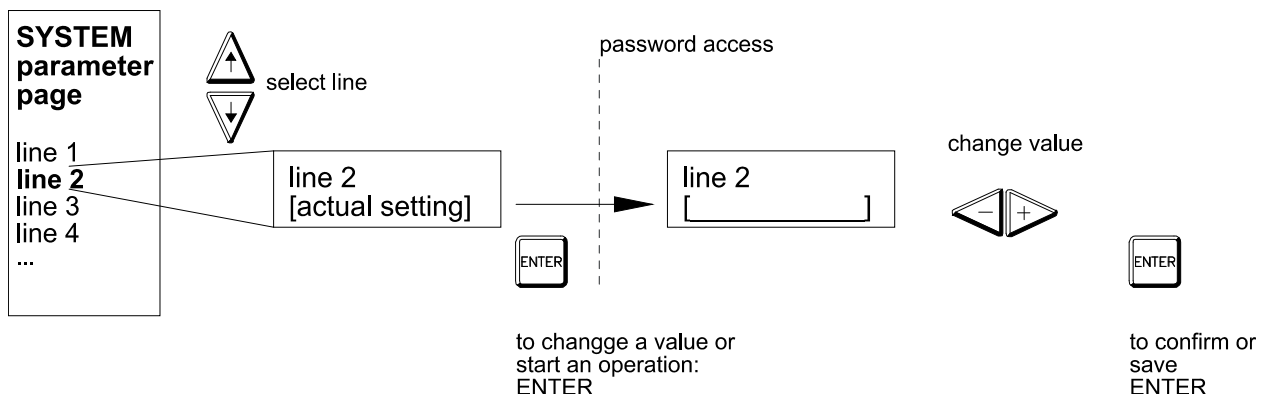 SYSTEM
parameter
page
line 1
line 2
line 3
line 4
...
select line
line 2
[actual setting]
ENTER
to changge a value or
start an operation:
ENTER
password access
line 2
[ ]
change value
- +
ENTER
to confirm or
save
ENTER